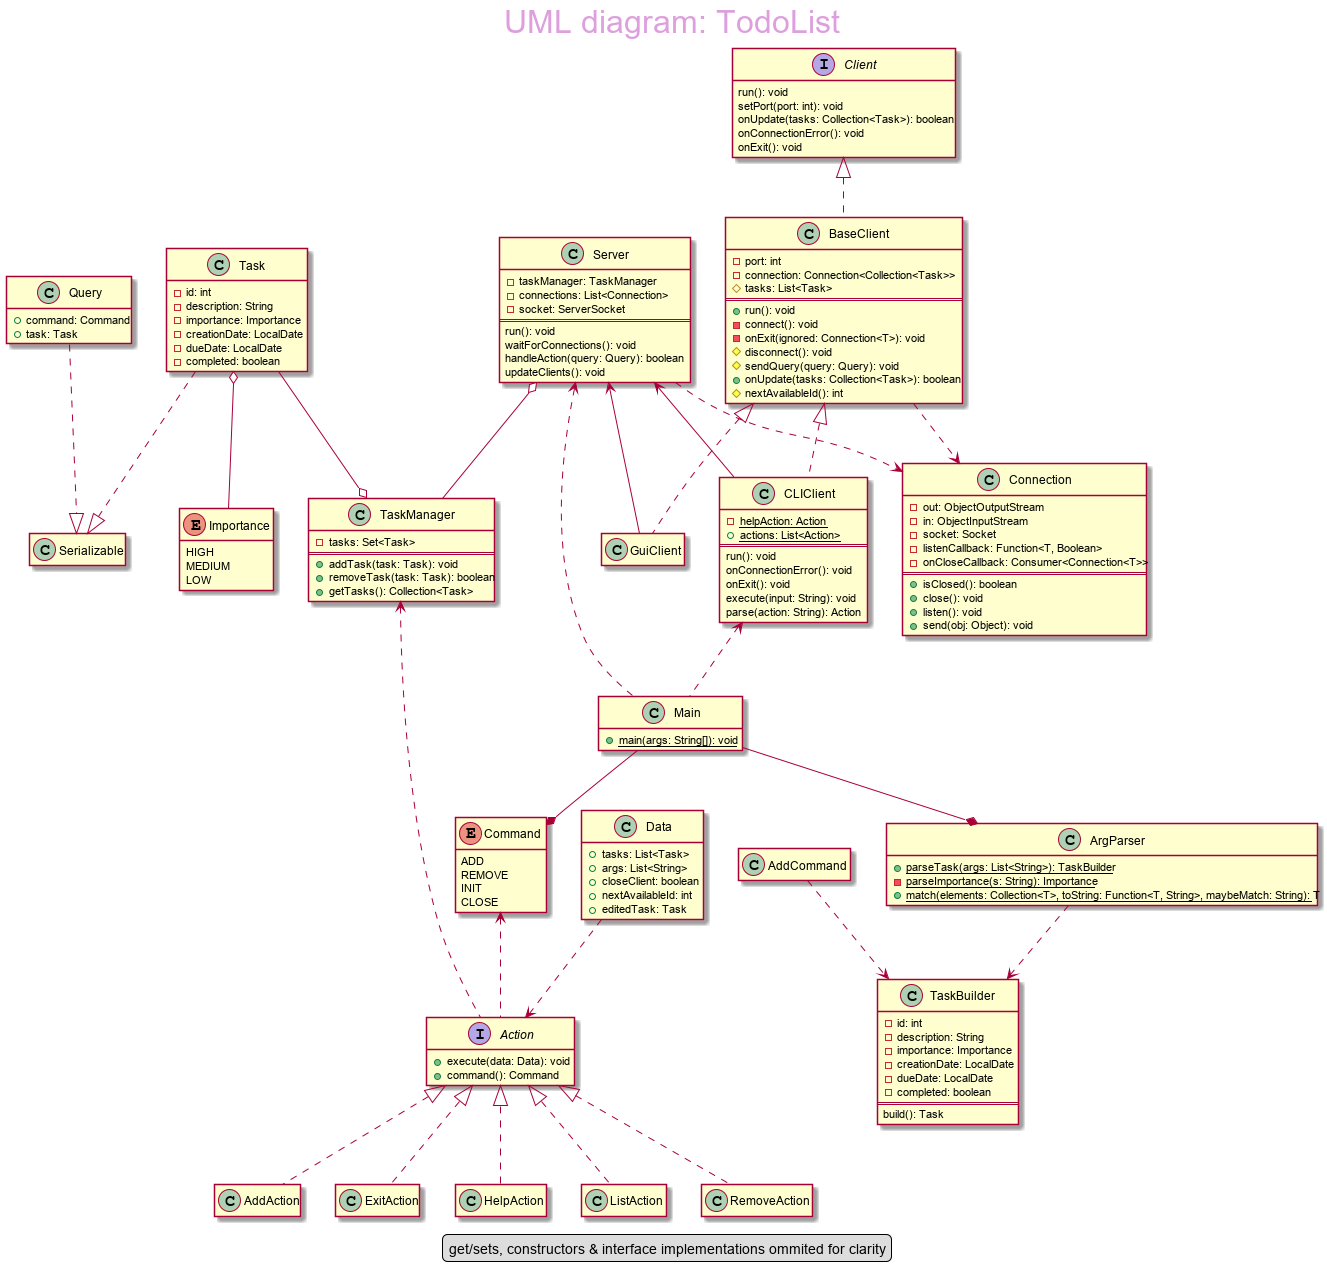 UML diagram: TodoList
I Client
run(): void
setPort(port: int): void
onUpdate(tasks: Collection<Task>): boolean
onConnectionError(): void
onExit(): void
C BaseClient
port: int
connection: Connection<Collection<Task>>
tasks: List<Task>
run(): void
connect(): void
onExit(ignored: Connection<T>): void
disconnect(): void
sendQuery(query: Query): void
onUpdate(tasks: Collection<Task>): boolean
nextAvailableId(): int
C Server
taskManager: TaskManager
connections: List<Connection>
socket: ServerSocket
run(): void
waitForConnections(): void
handleAction(query: Query): boolean
updateClients(): void
C Task
id: int
description: String
importance: Importance
creationDate: LocalDate
dueDate: LocalDate
completed: boolean
C Query
command: Command
task: Task
C Serializable
E Importance
HIGH
MEDIUM
LOW
C TaskManager
tasks: Set<Task>
addTask(task: Task): void
removeTask(task: Task): boolean
getTasks(): Collection<Task>
C GuiClient
C CLIClient
helpAction: Action
actions: List<Action>
run(): void
onConnectionError(): void
onExit(): void
execute(input: String): void
parse(action: String): Action
C Connection
out: ObjectOutputStream
in: ObjectInputStream
socket: Socket
listenCallback: Function<T, Boolean>
onCloseCallback: Consumer<Connection<T>>
isClosed(): boolean
close(): void
listen(): void
send(obj: Object): void
C Main
main(args: String[]): void
E Command
ADD
REMOVE
INIT
CLOSE
C Data
tasks: List<Task>
args: List<String>
closeClient: boolean
nextAvailableId: int
editedTask: Task
C AddCommand
C ArgParser
parseTask(args: List<String>): TaskBuilder
parseImportance(s: String): Importance
match(elements: Collection<T>, toString: Function<T, String>, maybeMatch: String): T
C TaskBuilder
id: int
description: String
importance: Importance
creationDate: LocalDate
dueDate: LocalDate
completed: boolean
build(): Task
I Action
execute(data: Data): void
command(): Command
C AddAction
C ExitAction
C HelpAction
C ListAction
C RemoveAction
get/sets, constructors & interface implementations ommited for clarity